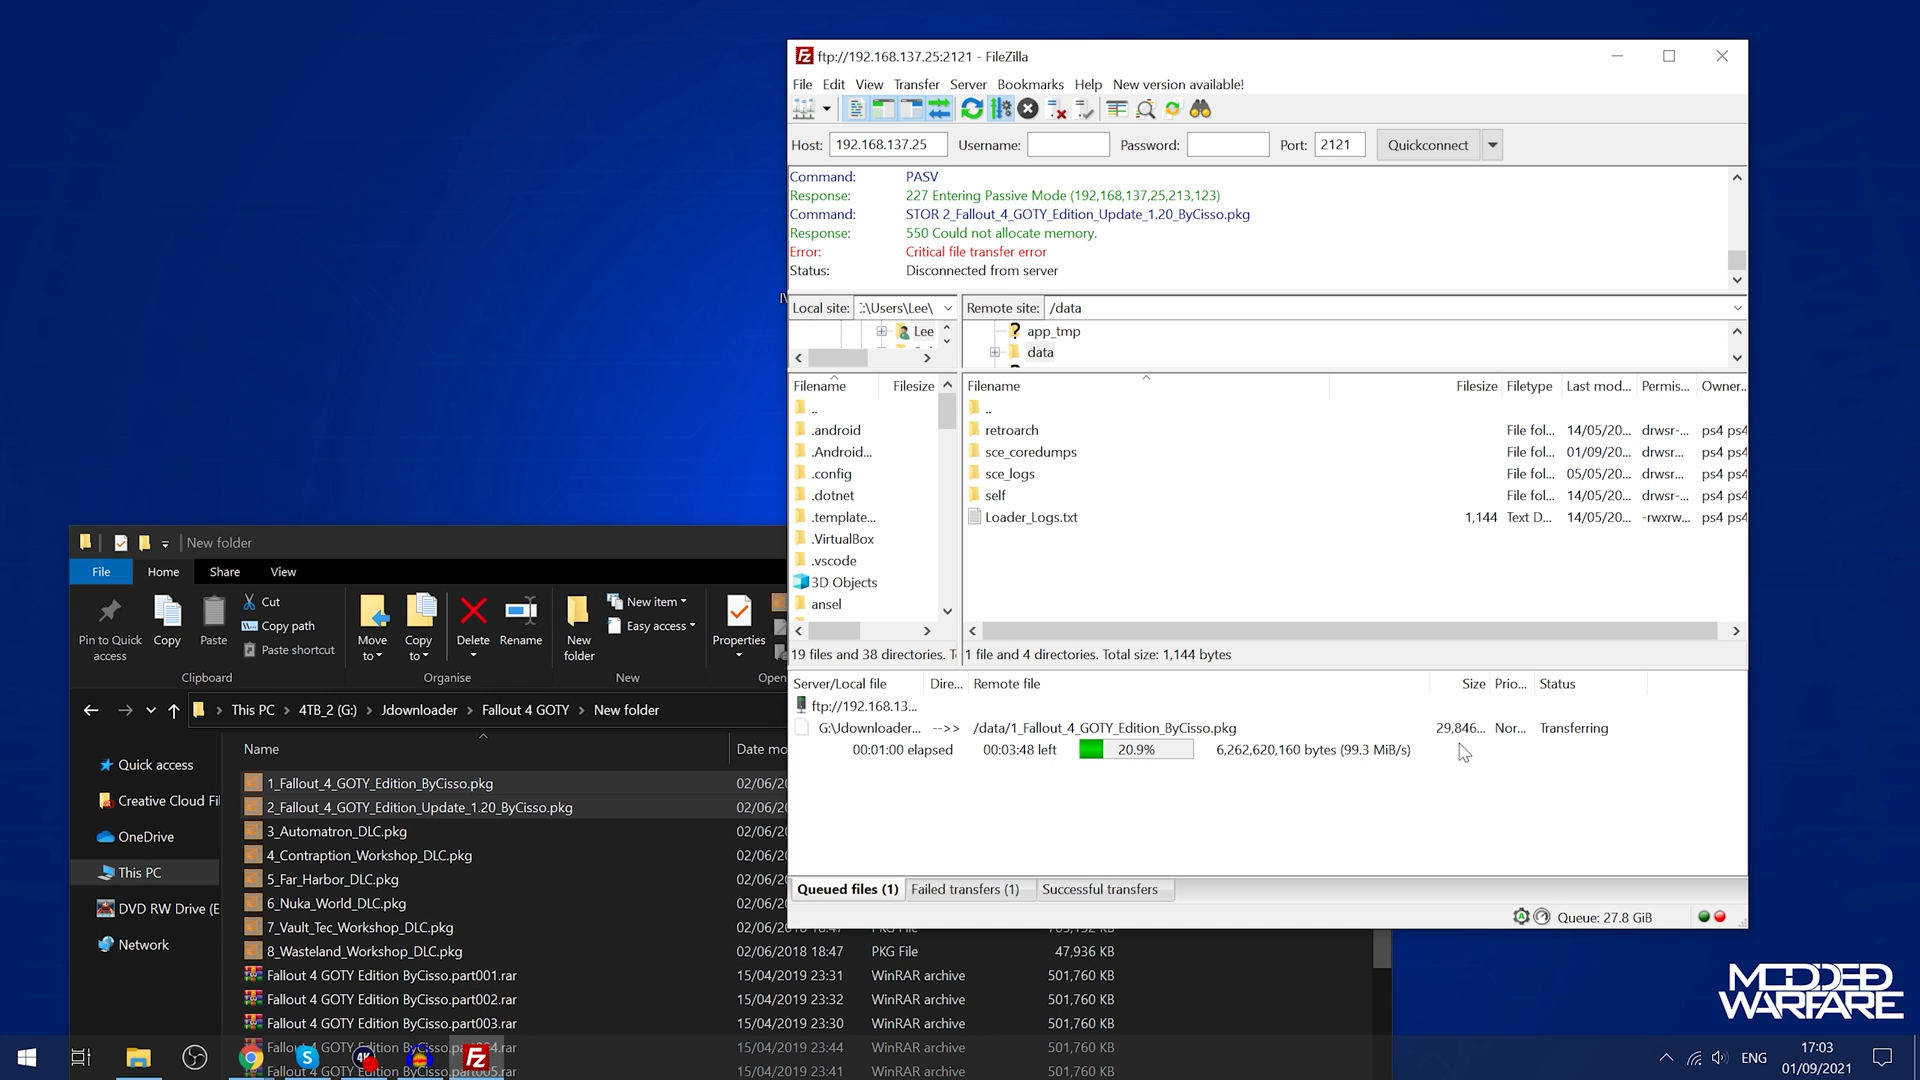 ftp://192.168.137.25:2121 - FileZilla
File Edit View Transfer Server Bookmarks Help New version available!
Host: 192.168.137.25 Username: Password: Port: 2121 Quickconnect
Command: PASV
Response: 227 Entering Passive Mode (192,168,137,25,213,123)
Command: STOR 2_Fallout_4_GOTY_Edition_Update_1.20_ByCisso.pkg
Response: 550 Could not allocate memory.
Error: Critical file transfer error
Status: Disconnected from server
Local site: :\Users\Lee\ Remote site: /data
Lee app_tmp
data
Filename Filesize Filename Filesize Filetype Last mod... Permis... Owner...
.. ..
.android retroarch File fol... 14/05/20... drwsr-... ps4 ps4
.Android... sce_coredumps File fol... 01/09/20... drwsr-... ps4 ps4
.config sce_logs File fol... 05/05/20... drwsr-... ps4 ps4
.dotnet self File fol... 14/05/20... drwsr-... ps4 ps4
.template... Loader_Logs.txt 1,144 Text D... 14/05/20... -rwxrw... ps4 ps4
.VirtualBox
.vscode
3D Objects
ansel
19 files and 38 directories. 1 file and 4 directories. Total size: 1,144 bytes
Server/Local file Dire... Remote file Size Prio... Status
ftp://192.168.13...
G:\Jdownloader... -->> /data/1_Fallout_4_GOTY_Edition_ByCisso.pkg 29,846... Nor... Transferring
00:01:00 elapsed 00:03:48 left 20.9% 6,262,620,160 bytes (99.3 MiB/s)
Queued files (1) Failed transfers (1) Successful transfers
Queue: 27.8 GiB
New folder
File Home Share View
Pin to Quick access
Copy
Paste
Cut
Copy path
Paste shortcut
Clipboard
Move to
Copy to
Delete
Rename
Organise
New folder
New item
Easy access
New
Properties
Open
This PC > 4TB_2 (G:) > Jdownloader > Fallout 4 GOTY > New folder
Quick access
Creative Cloud Fi
OneDrive
This PC
DVD RW Drive (E
Network
Name Date mo
1_Fallout_4_GOTY_Edition_ByCisso.pkg 02/06/20
2_Fallout_4_GOTY_Edition_Update_1.20_ByCisso.pkg 02/06/20
3_Automatron_DLC.pkg 02/06/20
4_Contraption_Workshop_DLC.pkg 02/06/20
5_Far_Harbor_DLC.pkg 02/06/20
6_Nuka_World_DLC.pkg 02/06/20
7_Vault_Tec_Workshop_DLC.pkg
8_Wasteland_Workshop_DLC.pkg 02/06/2018 18:47 PKG File 47,936 KB
Fallout 4 GOTY Edition ByCisso.part001.rar 15/04/2019 23:31 WinRAR archive 501,760 KB
Fallout 4 GOTY Edition ByCisso.part002.rar 15/04/2019 23:32 WinRAR archive 501,760 KB
Fallout 4 GOTY Edition ByCisso.part003.rar 15/04/2019 23:30 WinRAR archive 501,760 KB
15/04/2019 23:44 WinRAR archive 501,760 KB
15/04/2019 23:41 WinRAR archive 501,760 KB
MODDED
WARFARE
ENG
17:03
01/09/2021